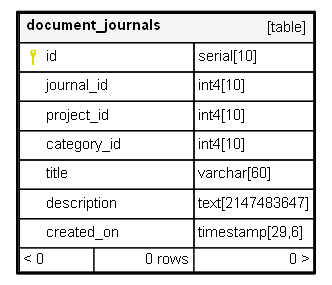 document_journals [table]
id serial[10]
journal_id int4[10]
project_id int4[10]
category_id int4[10]
title varchar[60]
description text[2147483647]
created_on timestamp[29,6]
< 0 0 rows 0 >